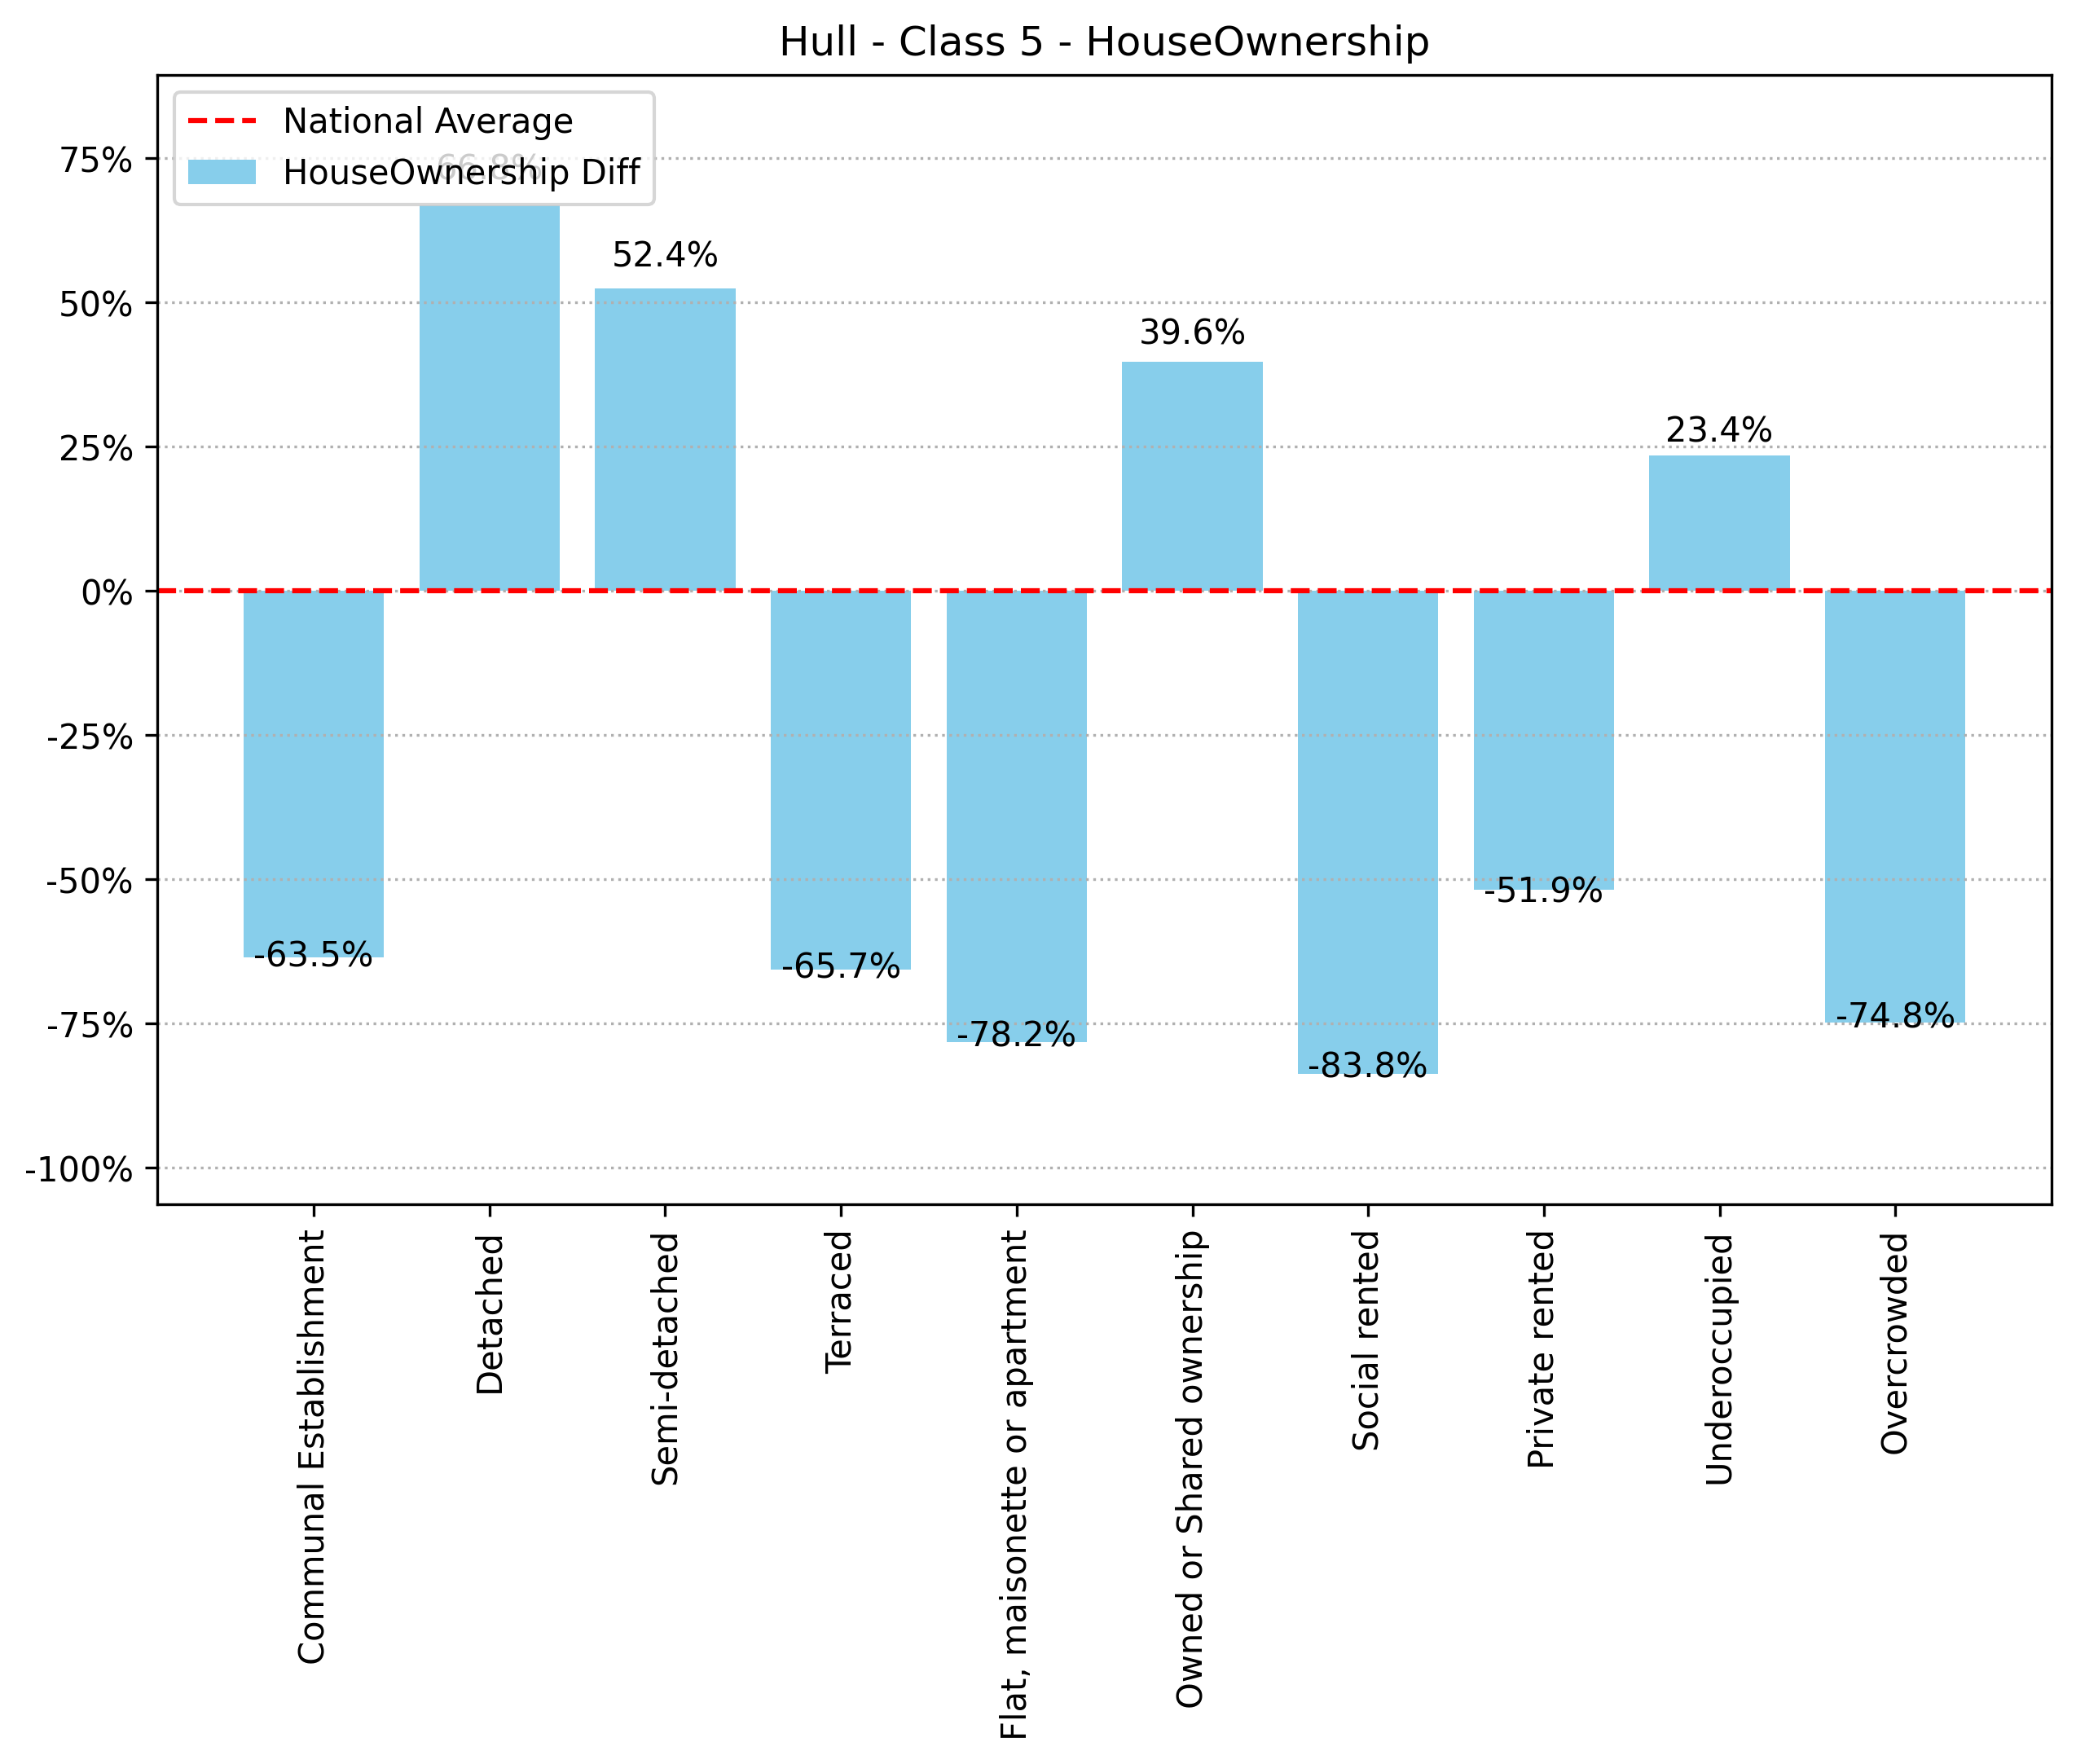 Hull - Class 5 - HouseOwnership
National Average
HouseOwnership Diff
66.8%
52.4%
39.6%
23.4%
-63.5%
-65.7%
-78.2%
-83.8%
-51.9%
-74.8%
75%
50%
25%
0%
-25%
-50%
-75%
-100%
Communal Establishment
Detached
Semi-detached
Terraced
Flat, maisonette or apartment
Owned or Shared ownership
Social rented
Private rented
Underoccupied
Overcrowded